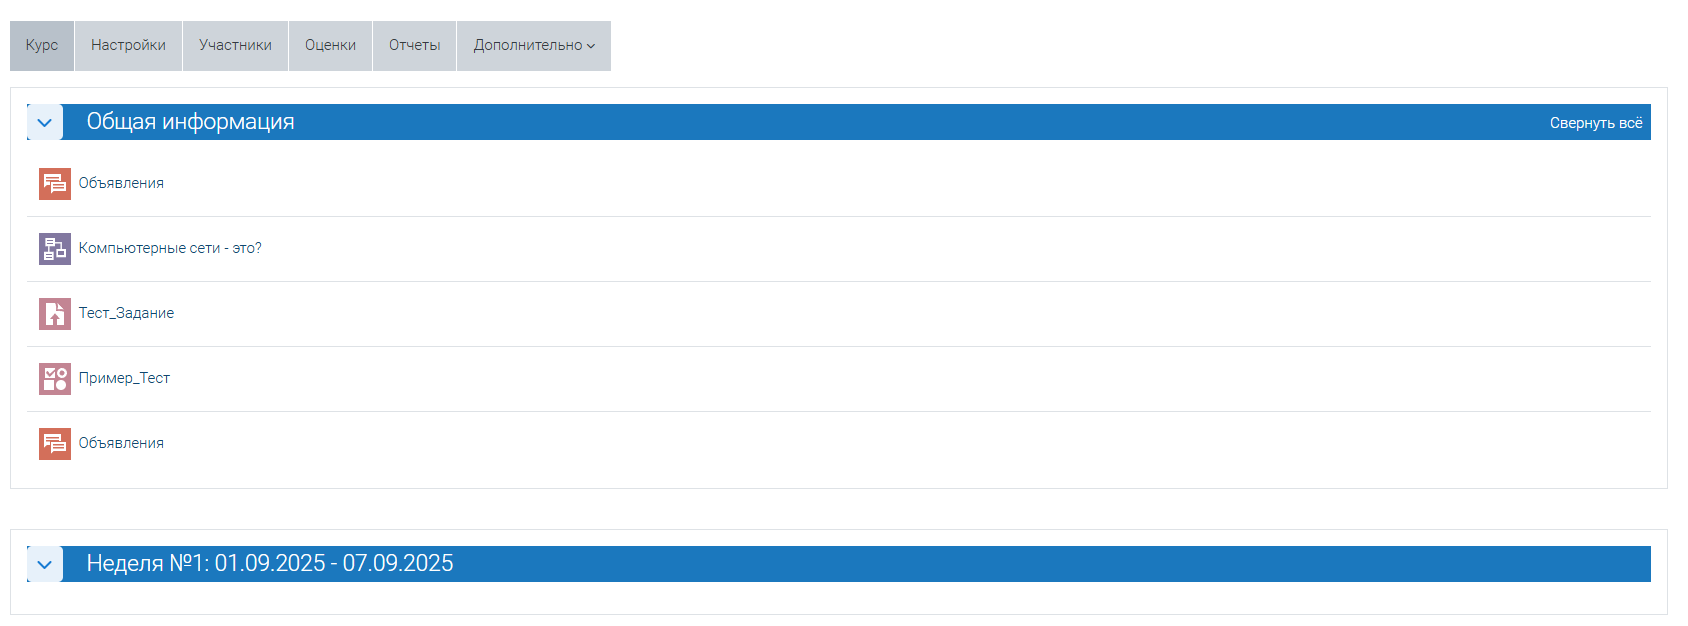 Курс Настройки Участники Оценки Отчеты Дополнительно
Общая информация Свернуть всё
Объявления
Компьютерные сети - это?
Тест_Задание
Пример_Тест
Объявления
Неделя №1: 01.09.2025 - 07.09.2025